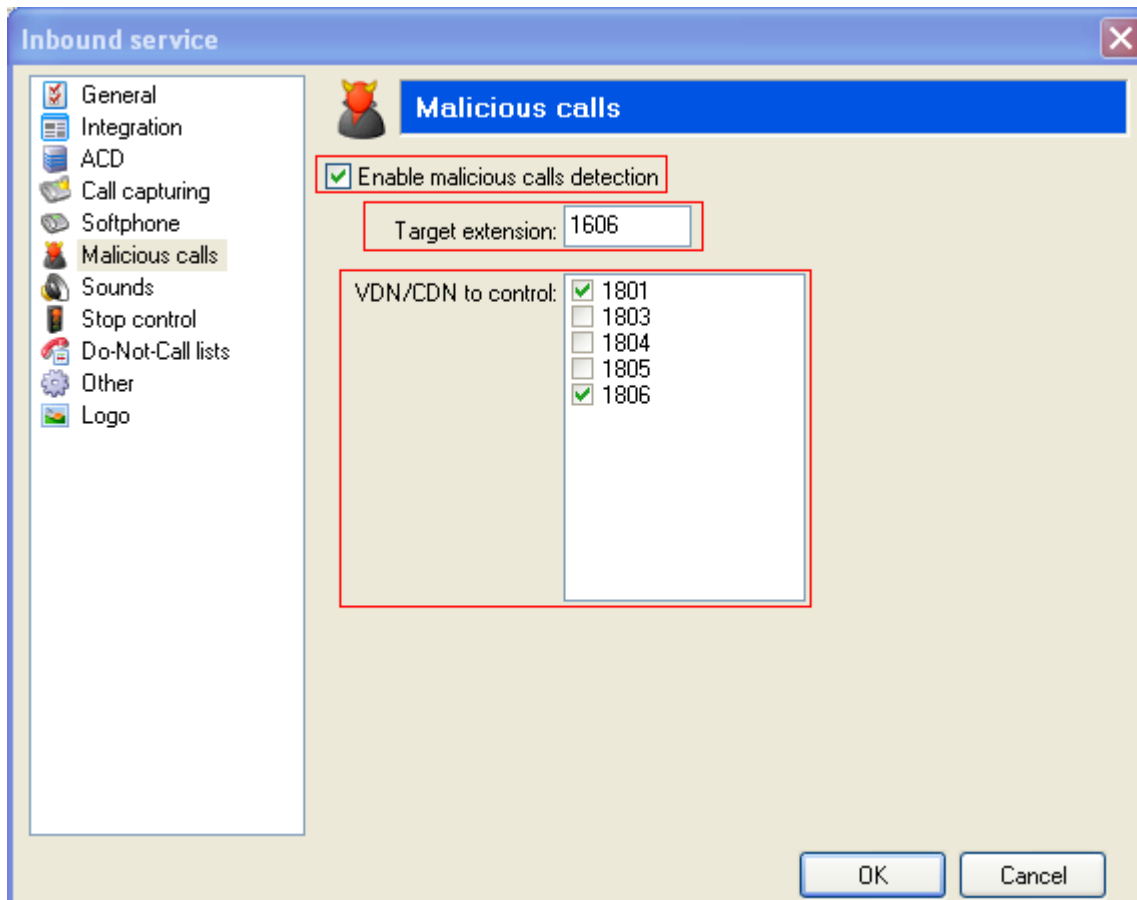 Inbound service
General
Integration
ACD
Call capturing
Softphone
Malicious calls
Sounds
Stop control
Do-Not-Call lists
Other
Logo
Malicious calls
Enable malicious calls detection
Target extension: 1606
VDN/CDN to control: 1801
1803
1804
1805
1806
OK Cancel